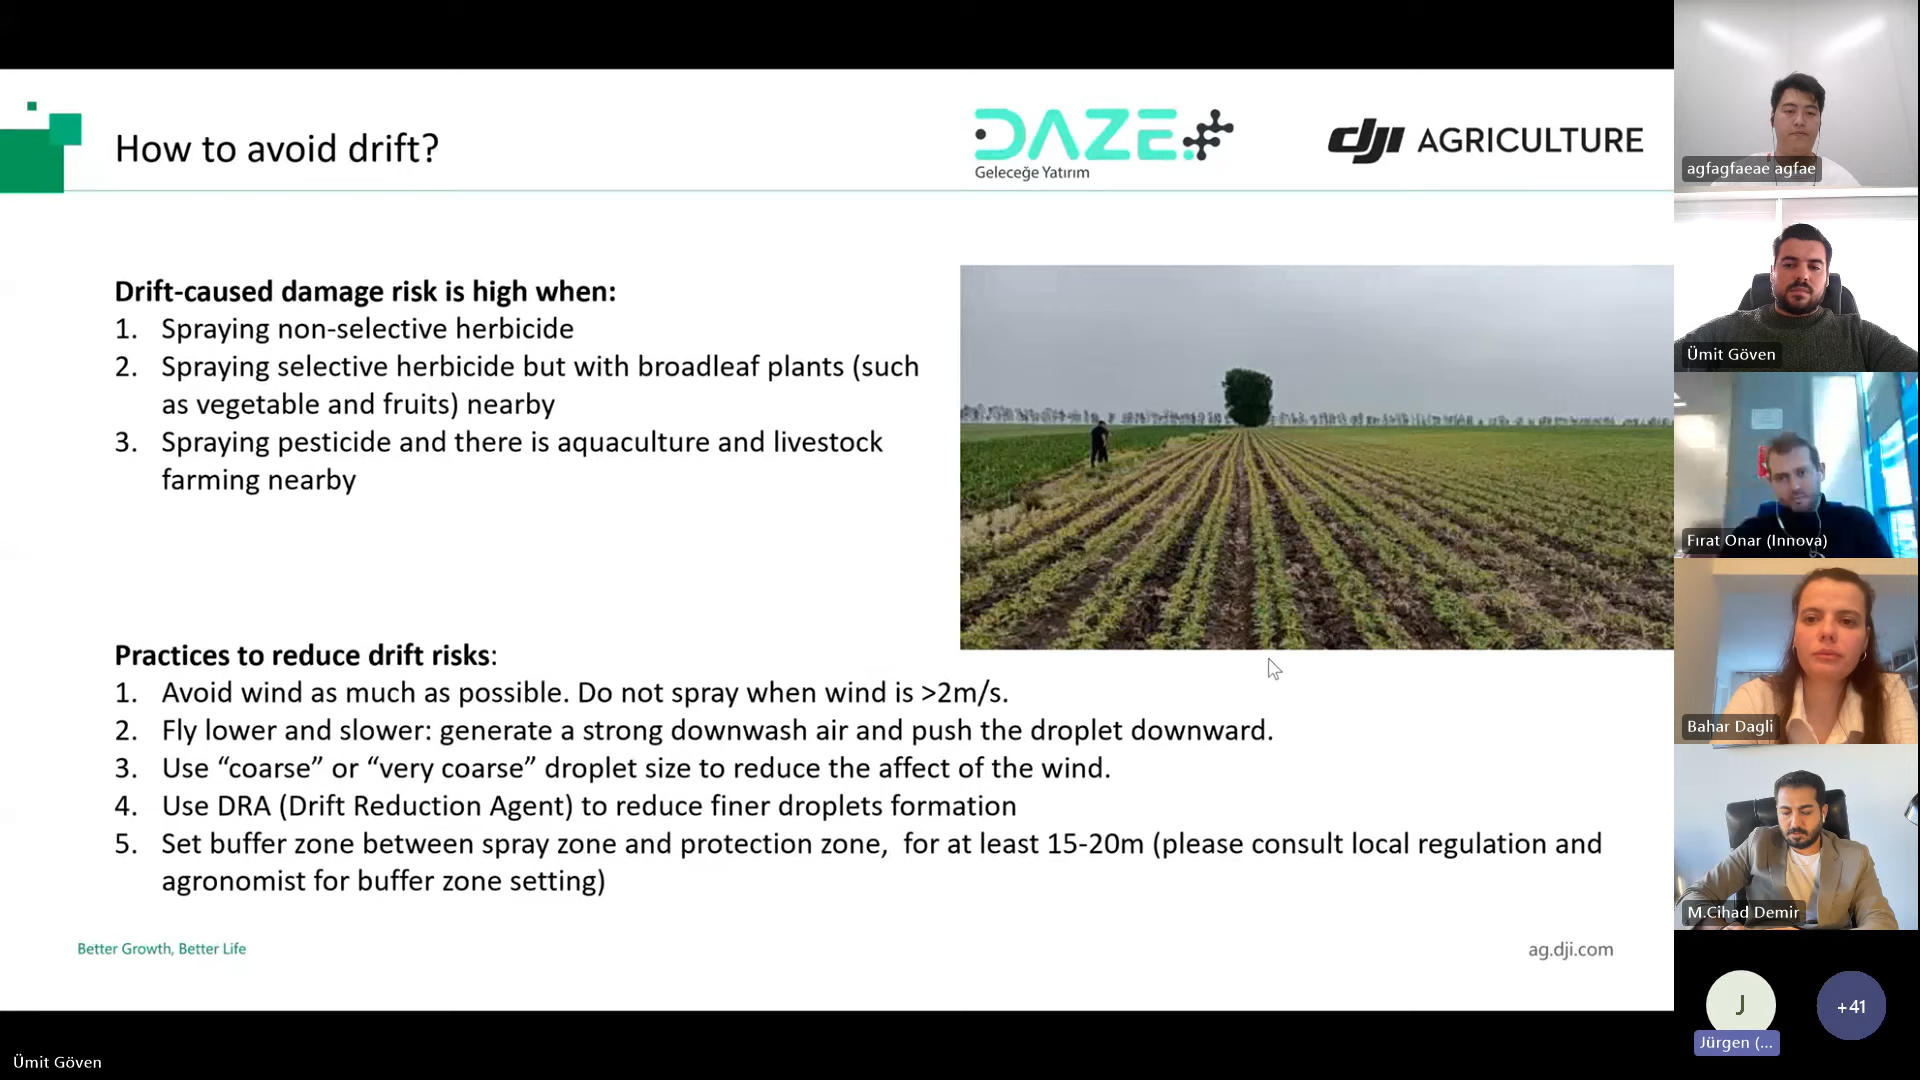 How to avoid drift?
DAZE
Geleceğe Yatırım
dji AGRICULTURE
Drift-caused damage risk is high when:
1. Spraying non-selective herbicide
2. Spraying selective herbicide but with broadleaf plants (such
as vegetable and fruits) nearby
3. Spraying pesticide and there is aquaculture and livestock
farming nearby
Practices to reduce drift risks:
1. Avoid wind as much as possible. Do not spray when wind is >2m/s.
2. Fly lower and slower: generate a strong downwash air and push the droplet downward.
3. Use “coarse” or “very coarse” droplet size to reduce the affect of the wind.
4. Use DRA (Drift Reduction Agent) to reduce finer droplets formation
5. Set buffer zone between spray zone and protection zone,  for at least 15-20m (please consult local regulation and
agronomist for buffer zone setting)
Better Growth, Better Life
ag.dji.com
Ümit Göven
agfagfaeae agfae
Ümit Göven
Fırat Onar (Innova)
Bahar Dagli
M.Cihad Demir
J
+41
Jürgen (...